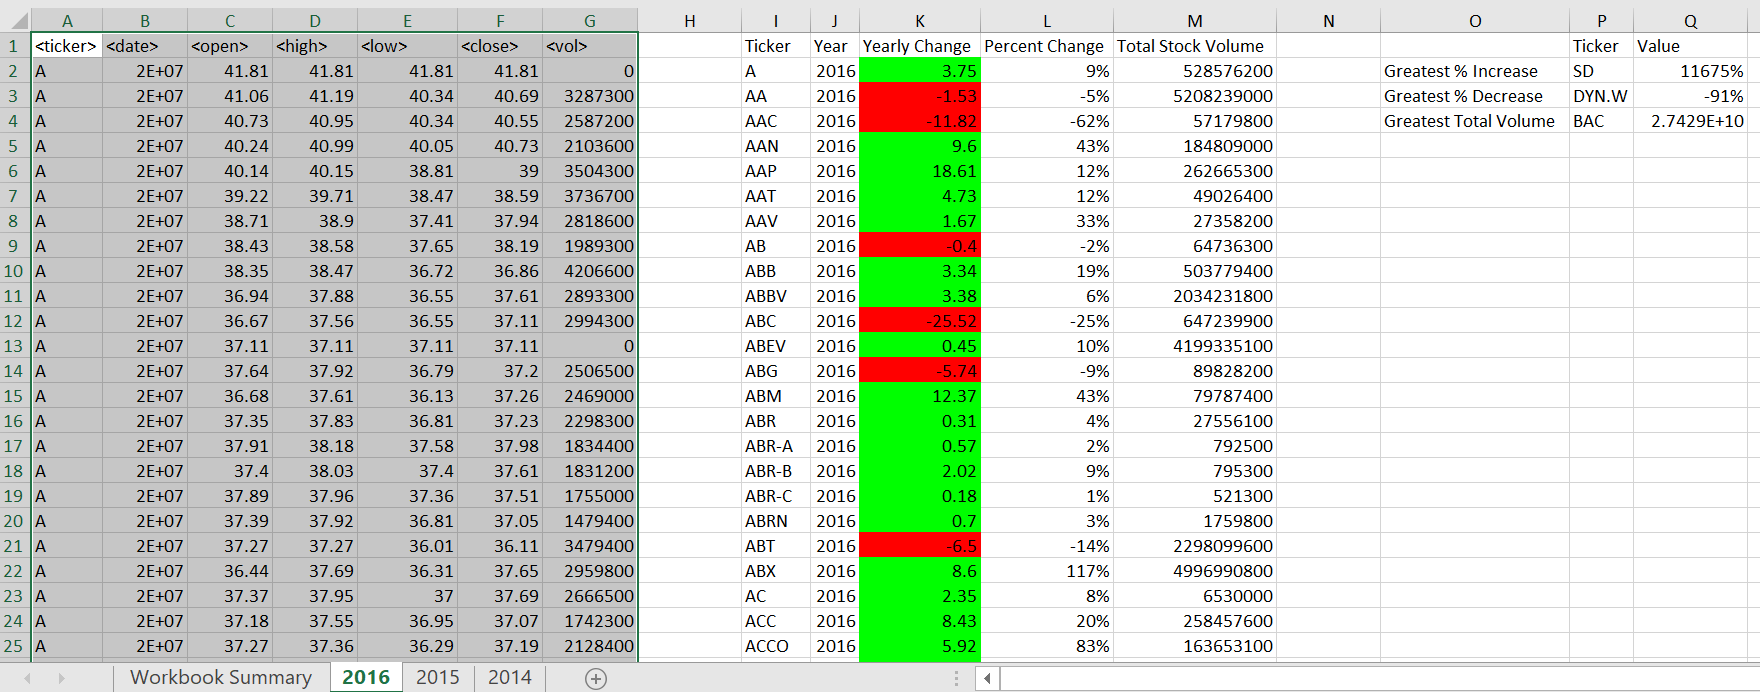 A B C D E F G H I J K L M N O P Q
1 <ticker> <date> <open> <high> <low> <close> <vol> Ticker Year Yearly Change Percent Change Total Stock Volume Ticker Value
2 A 2E+07 41.81 41.81 41.81 41.81 0 A 2016 3.75 9% 528576200 Greatest % Increase SD 11675%
3 A 2E+07 41.06 41.19 40.34 40.69 3287300 AA 2016 -1.53 -5% 5208239000 Greatest % Decrease DYN.W -91%
4 A 2E+07 40.73 40.95 40.34 40.55 2587200 AAC 2016 -11.82 -62% 57179800 Greatest Total Volume BAC 2.7429E+10
5 A 2E+07 40.24 40.99 40.05 40.73 2103600 AAN 2016 9.6 43% 184809000
6 A 2E+07 40.14 40.15 38.81 39 3504300 AAP 2016 18.61 12% 262665300
7 A 2E+07 39.22 39.71 38.47 38.59 3736700 AAT 2016 4.73 12% 49026400
8 A 2E+07 38.71 38.9 37.41 37.94 2818600 AAV 2016 1.67 33% 27358200
9 A 2E+07 38.43 38.58 37.65 38.19 1989300 AB 2016 -0.4 -2% 64736300
10 A 2E+07 38.35 38.47 36.72 36.86 4206600 ABB 2016 3.34 19% 503779400
11 A 2E+07 36.94 37.88 36.55 37.61 2893300 ABBV 2016 3.38 6% 2034231800
12 A 2E+07 36.67 37.56 36.55 37.11 2994300 ABC 2016 -25.52 -25% 647239900
13 A 2E+07 37.11 37.11 37.11 37.11 0 ABEV 2016 0.45 10% 4199335100
14 A 2E+07 37.64 37.92 36.79 37.2 2506500 ABG 2016 -5.74 -9% 89828200
15 A 2E+07 36.68 37.61 36.13 37.26 2469000 ABM 2016 12.37 43% 79787400
16 A 2E+07 37.35 37.83 36.81 37.23 2298300 ABR 2016 0.31 4% 27556100
17 A 2E+07 37.91 38.18 37.58 37.98 1834400 ABR-A 2016 0.57 2% 792500
18 A 2E+07 37.4 38.03 37.4 37.61 1831200 ABR-B 2016 2.02 9% 795300
19 A 2E+07 37.89 37.96 37.36 37.51 1755000 ABR-C 2016 0.18 1% 521300
20 A 2E+07 37.39 37.92 36.81 37.05 1479400 ABRN 2016 0.7 3% 1759800
21 A 2E+07 37.27 37.27 36.01 36.11 3479400 ABT 2016 -6.5 -14% 2298099600
22 A 2E+07 36.44 37.69 36.31 37.65 2959800 ABX 2016 8.6 117% 4996990800
23 A 2E+07 37.37 37.95 37 37.69 2666500 AC 2016 2.35 8% 6530000
24 A 2E+07 37.18 37.55 36.95 37.07 1742300 ACC 2016 8.43 20% 258457600
25 A 2E+07 37.27 37.36 36.29 37.19 2128400 ACCO 2016 5.92 83% 163653100
Workbook Summary 2016 2015 2014